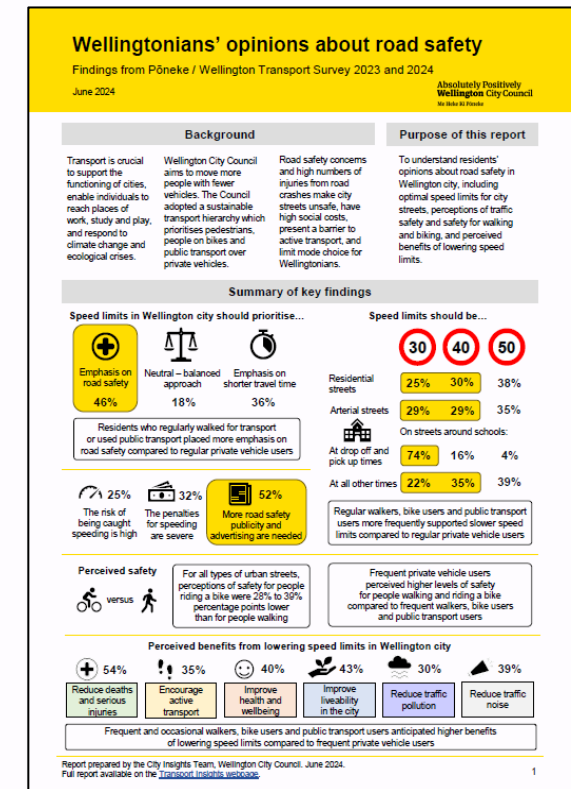 Wellingtonians' opinions about road safety
Findings from Pōneke / Wellington Transport Survey 2023 and 2024
June 2024
Absolutely Positively
Wellington City Council
Me Heke Ki Pōneke
Background
Transport is crucial
to support the
functioning of cities,
enable individuals to
reach places of
work, study and play,
and respond to
climate change and
ecological crises.
Wellington City Council
aims to move more
people with fewer
vehicles. The Council
adopted a sustainable
transport hierarchy which
prioritises pedestrians,
people on bikes and
public transport over
private vehicles.
Road safety concerns
and high numbers of
injuries from road
crashes make city
streets unsafe, have
high social costs,
present a barrier to
active transport, and
limit mode choice for
Wellingtonians.
Purpose of this report
To understand residents'
opinions about road safety in
Wellington city, including
optimal speed limits for city
streets, perceptions of traffic
safety and safety for walking
and biking, and perceived
benefits of lowering speed
limits.
Summary of key findings
Speed limits in Wellington city should prioritise…
Emphasis on
road safety
46%
Neutral – balanced
approach
18%
Emphasis on
shorter travel time
36%
Residents who regularly walked for transport
or used public transport placed more emphasis on
road safety compared to regular private vehicle users
25%
The risk of
being caught
speeding is high
32%
The penalties
for speeding
are severe
52%
More road safety
publicity and
advertising are needed
Speed limits should be…
30 40 50
Residential
streets
25% 30% 38%
Arterial streets
29% 29% 35%
On streets around schools:
At drop off and
pick up times
74% 16% 4%
At all other times
22% 35% 39%
Regular walkers, bike users and public transport
users more frequently supported slower speed
limits compared to regular private vehicle users
Perceived safety
versus
For all types of urban streets,
perceptions of safety for people
riding a bike were 28% to 39%
percentage points lower
than for people walking
Frequent private vehicle users
perceived higher levels of safety
for people walking and riding a bike
compared to frequent walkers, bike users
and public transport users
Perceived benefits from lowering speed limits in Wellington city
54%
Reduce deaths
and serious
injuries
35%
Encourage
active
transport
40%
Improve
health and
wellbeing
43%
Improve
liveability
in the city
30%
Reduce traffic
pollution
39%
Reduce traffic
noise
Frequent and occasional walkers, bike users and public transport users anticipated higher benefits
of lowering speed limits compared to frequent private vehicle users
Report prepared by the City Insights Team, Wellington City Council. June 2024.
Full report available on the Transport Insights webpage.
1